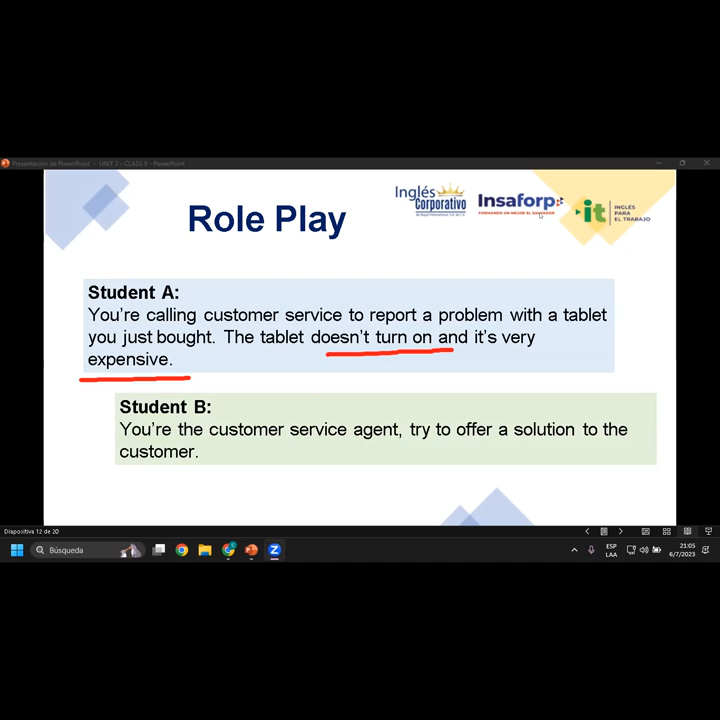 Presentación de PowerPoint - UNIT 2 - CLASS 9 - PowerPoint
Inglés
Corporativo
Insaforp
FORMANDO UN MEJOR EL SALVADOR
it
INGLÉS
PARA
EL TRABAJO
Role Play
Student A:
You're calling customer service to report a problem with a tablet
you just bought. The tablet doesn't turn on and it's very
expensive.
Student B:
You're the customer service agent, try to offer a solution to the
customer.
Diapositiva 12 de 20
Búsqueda
ESP
LAA
21:05
6/7/2023